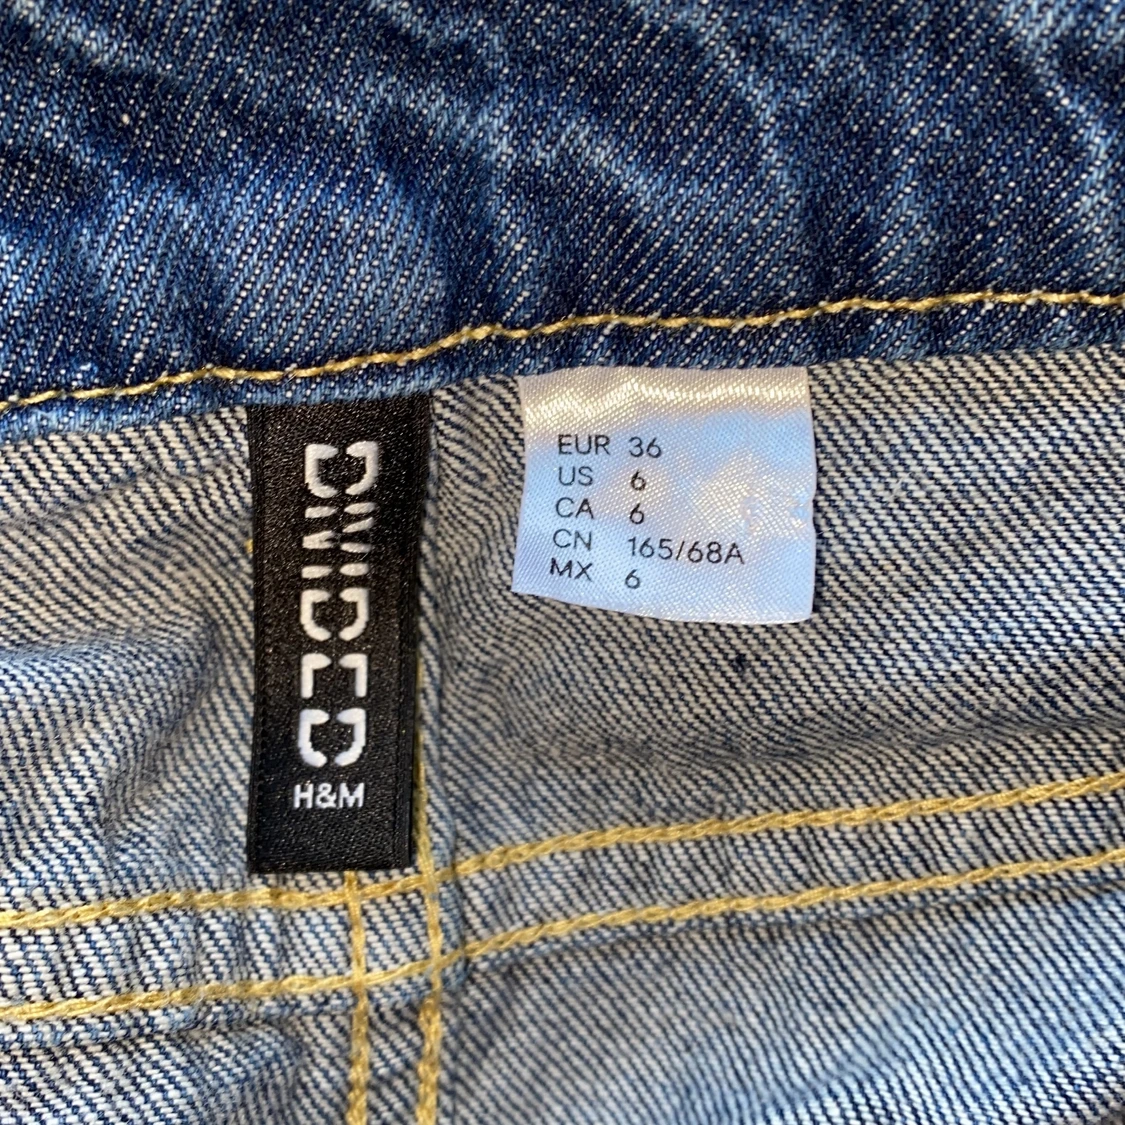 DIVIDED
H&M
EUR 36
US 6
CA 6
CN 165/68A
MX 6